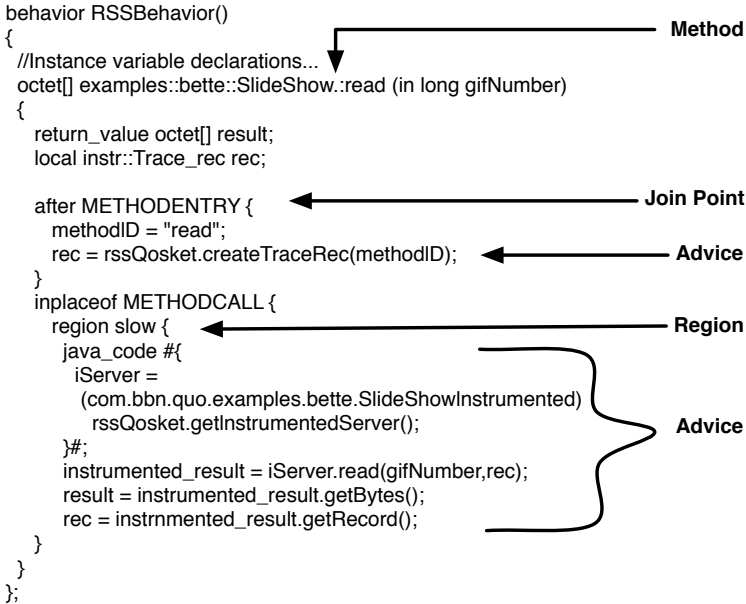 behavior RSSBehavior()
{
//Instance variable declarations...
Method
octet[] examples::bette::SlideShow.:read (in long gifNumber)
{
return_value octet[] result;
local instr::Trace_rec rec;
after METHODENTRY {
Join Point
methodID = "read";
rec = rssQosket.createTraceRec(methodID);
Advice
}
inplaceof METHODCALL {
region slow {
Region
java_code #{
iServer =
(com.bbn.quo.examples.bette.SlideShowInstrumented)
rssQosket.getInstrumentedServer();
Advice
}#;
instrumented_result = iServer.read(gifNumber,rec);
result = instrumented_result.getBytes();
rec = instrnmented_result.getRecord();
}
}
};